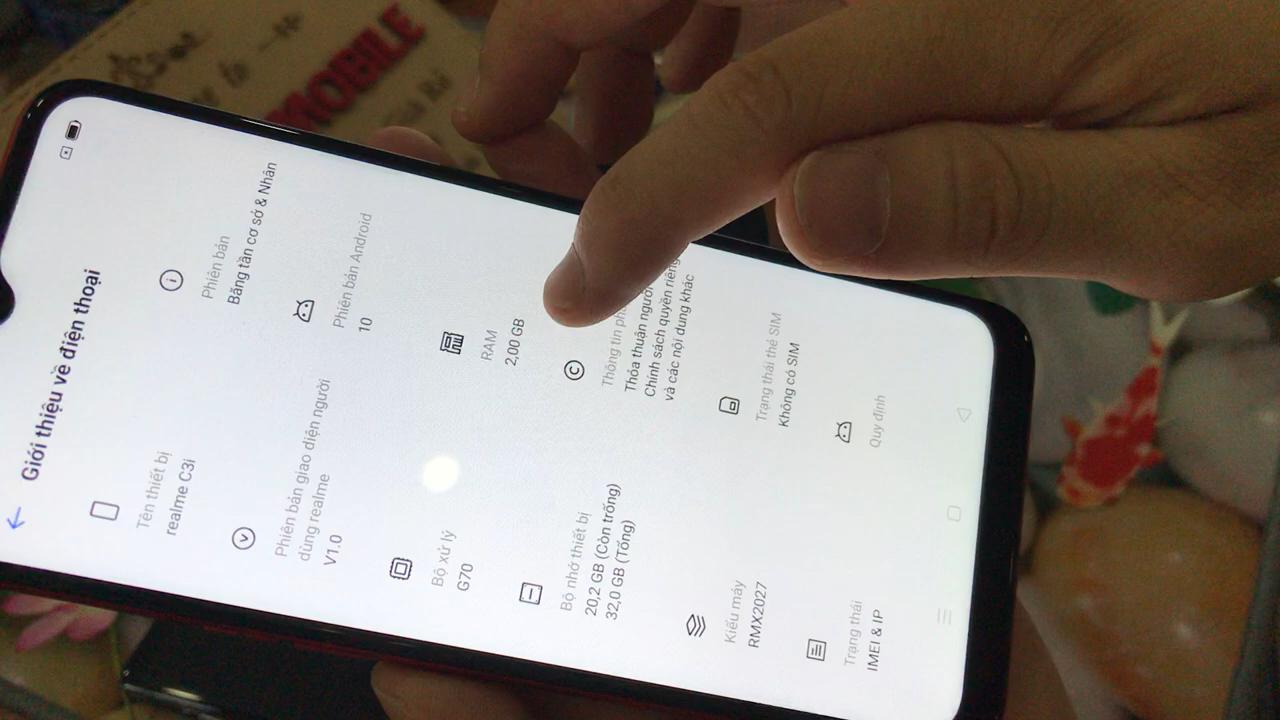 Giới thiệu về điện thoại
Tên thiết bị
realme C3i
Phiên bản
Băng tần cơ sở & Nhân
Phiên bản giao diện người
dùng realme
V1.0
Phiên bản Android
10
Bộ xử lý
G70
RAM
2,00 GB
Bộ nhớ thiết bị
20,2 GB (Còn trống)
32,0 GB (Tổng)
Thông tin
Thỏa thuận người
Chính sách quyền riêng
và các nội dung khác
Kiểu máy
RMX2027
Trạng thái thẻ SIM
Không có SIM
Trạng thái
IMEI & IP
Quy định
MOBILE